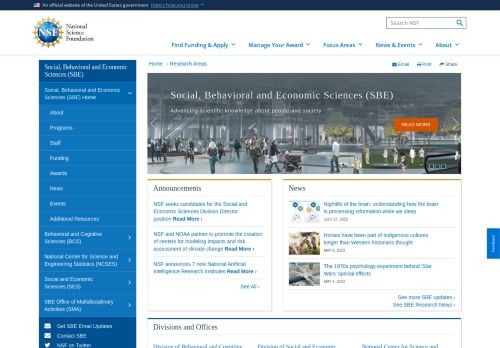 An official website of the United States government Here's how you know
National
Science
Foundation
Search NSF
Find Funding & Apply
Manage Your Award
Focus Areas
News & Events
About
Home › Research Areas
Email
Print
Share
Social, Behavioral and Economic
Sciences (SBE)
Social, Behavioral and Economic
Sciences (SBE) Home
About
Programs
Staff
Funding
Awards
News
Events
Additional Resources
Behavioral and Cognitive
Sciences (BCS)
National Center for Science and
Engineering Statistics (NCSES)
Social and Economic
Sciences (SES)
SBE Office of Multidisciplinary
Activities (SMA)
Get SBE Email Updates
Contact SBE
NSF on Twitter
Social, Behavioral and Economic Sciences (SBE)
Advancing scientific knowledge about people and society
READ MORE
Announcements
NSF seeks candidates for the Social and
Economic Sciences Division Director
position Read More ›
NSF and NOAA partner to promote the creation
of centers for modeling impacts and risk
assessment of climate change Read More ›
NSF announces 7 new National Artificial
Intelligence Research Institutes Read More ›
See All ›
News
Nightlife of the brain: understanding how the brain
is processing information while we sleep
JULY 27, 2023
Horses have been part of Indigenous cultures
longer than Western historians thought
MAY 8, 2023
The 1970s psychology experiment behind 'Star
Wars' special effects
MAY 4, 2023
See more SBE updates ›
See SBE Research News ›
Feedback
Divisions and Offices
Division of Behavioral and Cognitive
Division of Social and Economic
National Center for Science and